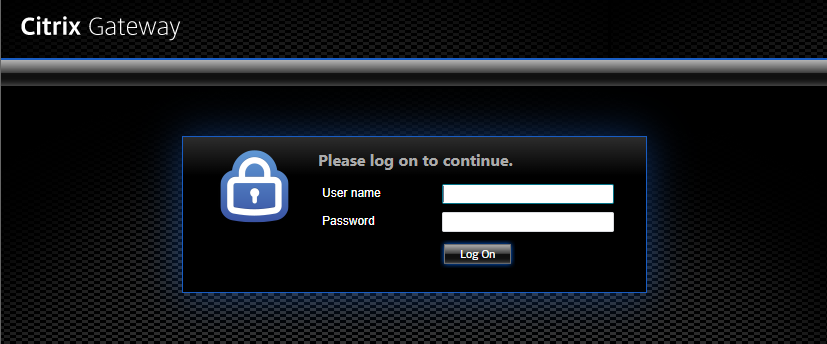 Citrix Gateway
Please log on to continue.
User name
Password
Log On